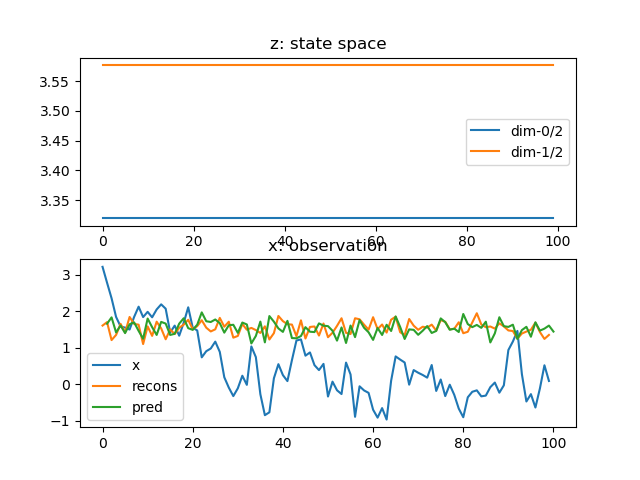 z: state space
3.55
3.50
3.45
3.40
3.35
dim-0/2
dim-1/2
0 20 40 60 80 100
x: observation
3
2
1
0
−1
x
recons
pred
0 20 40 60 80 100